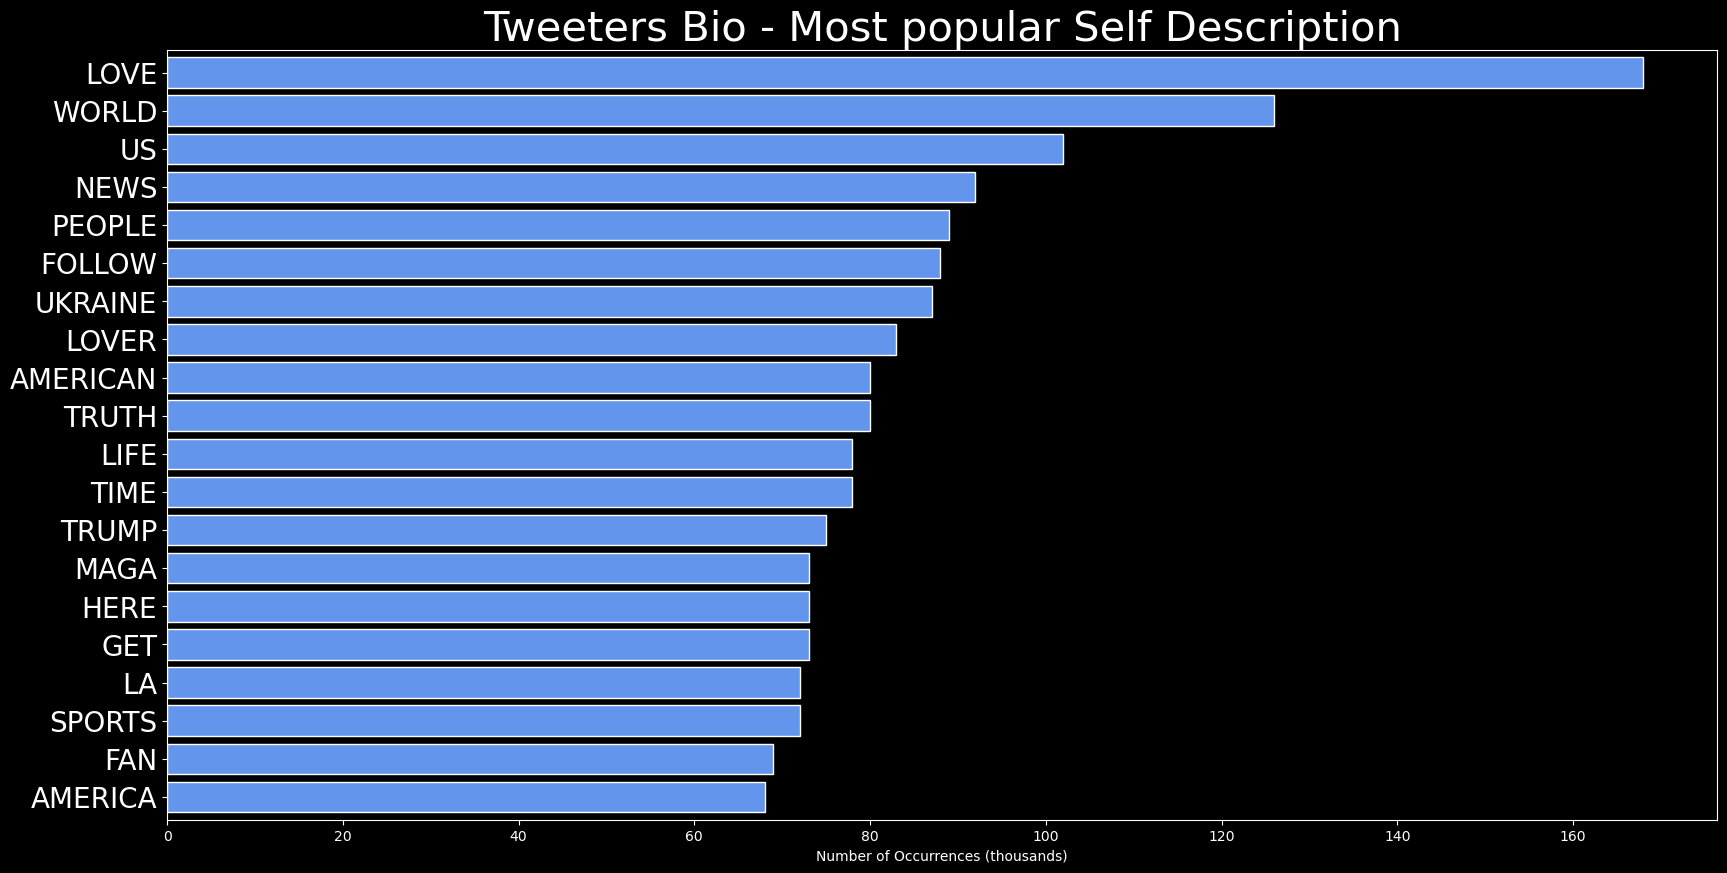 Tweeters Bio - Most popular Self Description
LOVE
WORLD
US
NEWS
PEOPLE
FOLLOW
UKRAINE
LOVER
AMERICAN
TRUTH
LIFE
TIME
TRUMP
MAGA
HERE
GET
LA
SPORTS
FAN
AMERICA
0 20 40 60 80 100 120 140 160
Number of Occurrences (thousands)